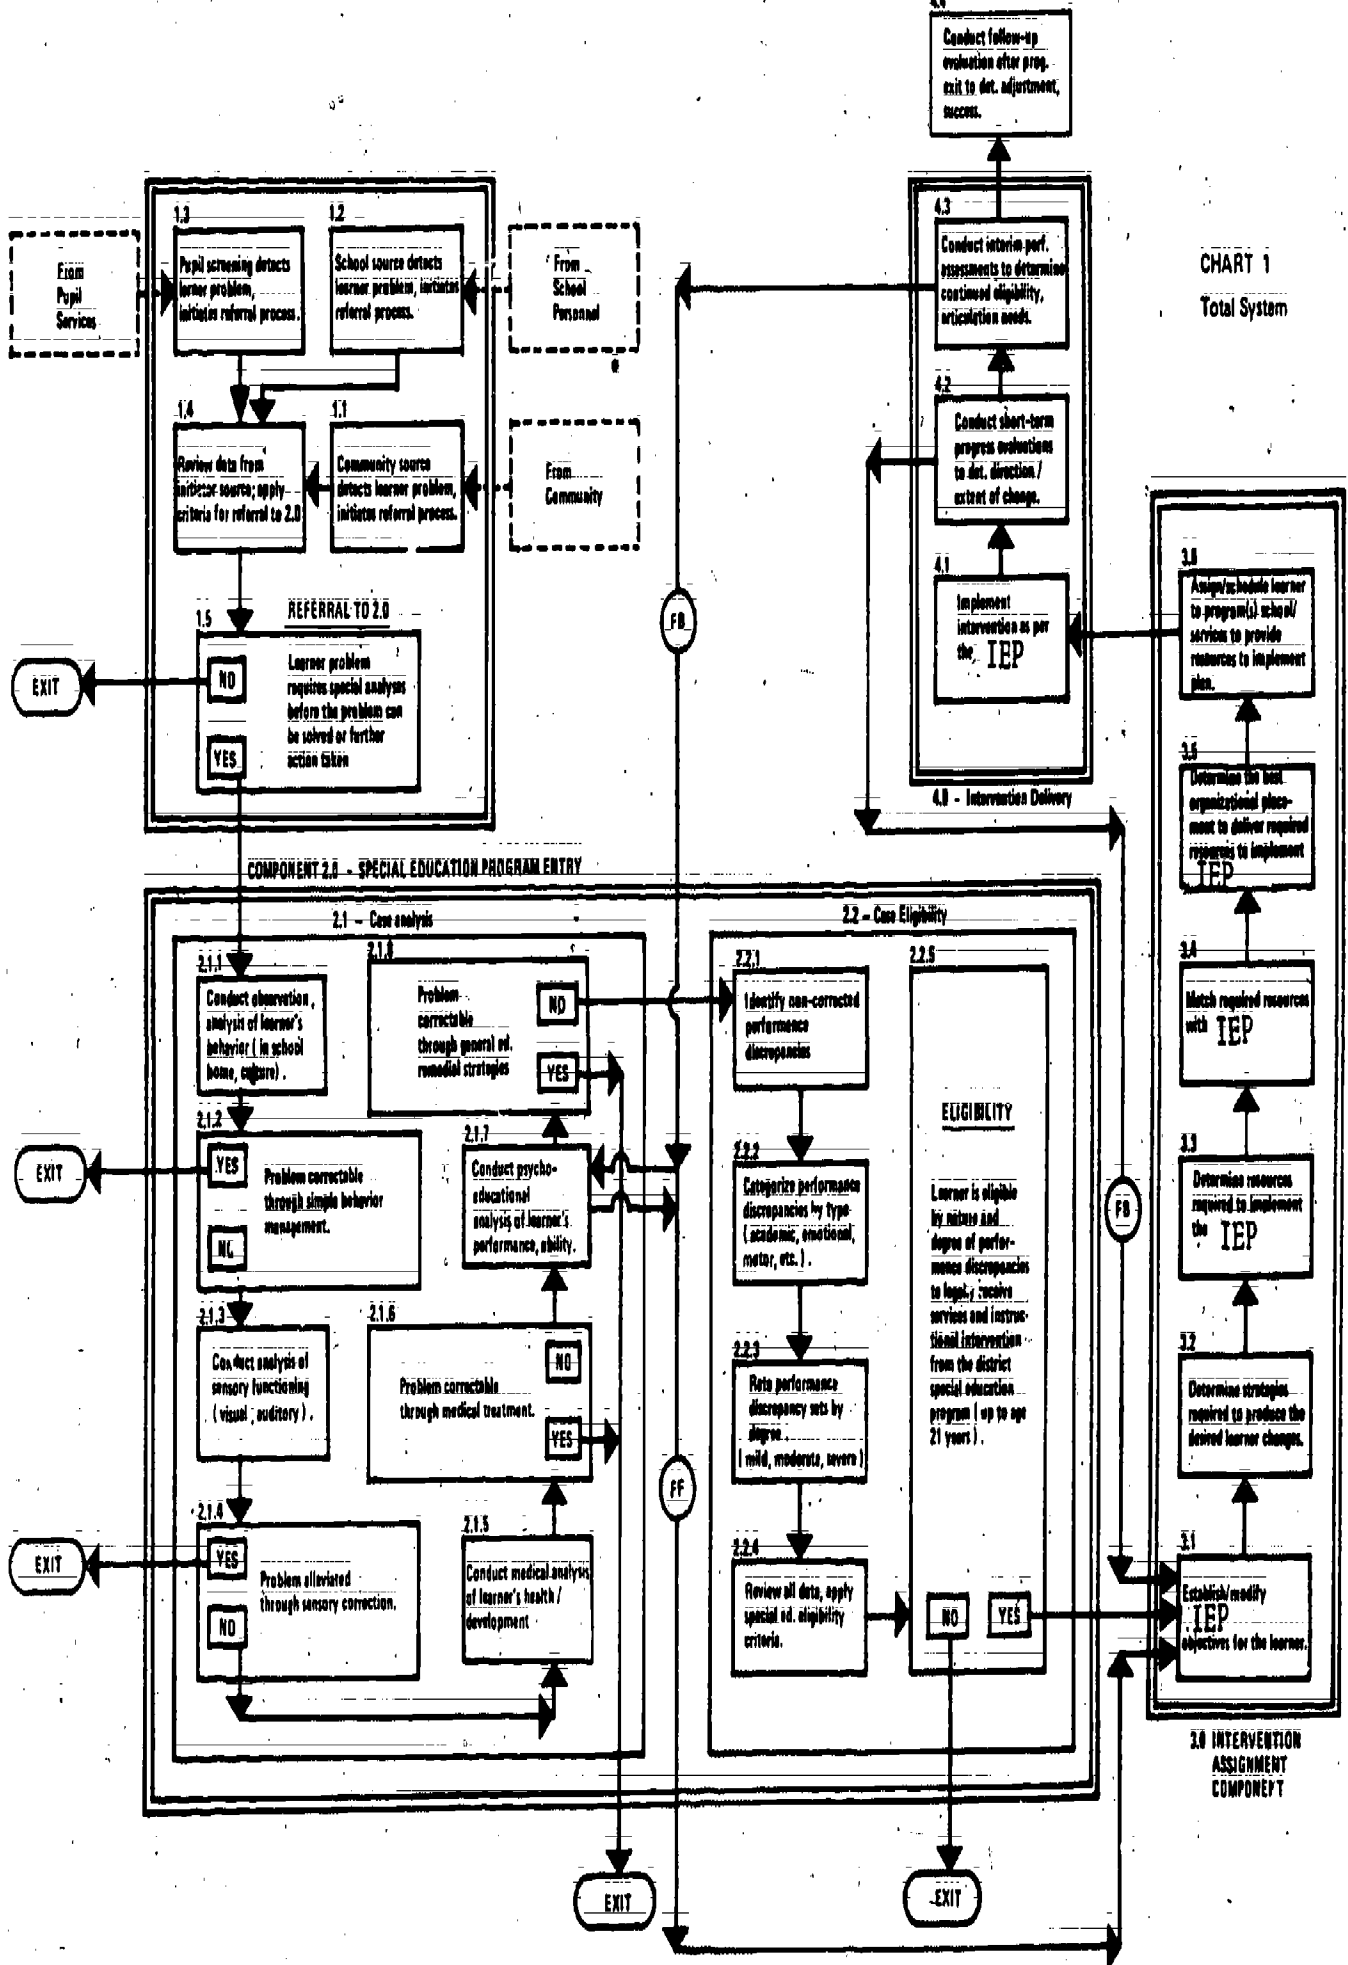 4.4
Conduct follow-up
evaluation after prog.
exit to det. adjustment,
success.
CHART 1
Total System
From
Pupil
Services
1.3
Pupil screening detects
lerner problem,
initiates referral process.
1.2
School source detects
learner problem, initiates
referral process.
From
School
Personnel
1.4
Review data from
initiator source; apply
criteria for referral to 2.0
1.1
Community source
detects learner problem,
initiates referral process.
From
Community
REFERRAL TO 2.0
1.5
NO
YES
Learner problem
requires special analyses
before the problem can
be solved or further
action taken
EXIT
4.3
Conduct interim perf.
assessments to determine
continued eligibility,
articulation needs.
4.2
Conduct short-term
progress evaluations
to det. direction /
extent of change.
4.1
Implement
intervention as per
the IEP
4.0 - Intervention Delivery
FB
COMPONENT 2.0 - SPECIAL EDUCATION PROGRAM ENTRY
2.1 - Case analysis
2.1.1
Conduct observation,
analysis of learner's
behavior ( in school
home, culture) .
2.1.2
YES
NO
Problem correctable
through simple behavior
management.
EXIT
2.1.3
Conduct analysis of
sensory functioning
( visual, auditory ) .
2.1.4
YES
NO
Problem alleviated
through sensory correction.
EXIT
2.1.5
Conduct medical analysis
of learner's health /
development
2.1.6
NO
YES
Problem correctable
through medical treatment.
2.1.7
Conduct psycho-
educational
analysis of learner's
performance, ability.
2.1.8
Problem
correctable
through general ed.
remedial strategies
NO
YES
EXIT
FF
2.2 - Case Eligibility
2.2.1
Identify non-corrected
performance
discrepancies
2.2.2
Categorize performance
discrepancies by type
( academic, emotional,
motor, etc. ) .
2.2.3
Rate performance
discrepancy sets by
degree .
( mild, moderate, severe )
2.2.4
Review all data, apply
special ed. eligibility
criteria.
2.2.5
ELIGIBILITY
Learner is eligible
by nature and
degree of perfor-
mance discrepancies
to legally receive
services and instruc-
tional intervention
from the district
special education
program ( up to age
21 years ) .
NO
YES
EXIT
FB
3.6
Assign/schedule learner
to program(s) school/
services to provide
resources to implement
plan.
3.5
Determine the best
organizational place-
ment to deliver required
resources to implement
IEP
3.4
Match required resources
with IEP
3.3
Determine resources
required to implement
the IEP
3.2
Determine strategies
required to produce the
desired learner changes.
3.1
Establish/modify
IEP
objectives for the learner.
3.0 INTERVENTION
ASSIGNMENT
COMPONENT